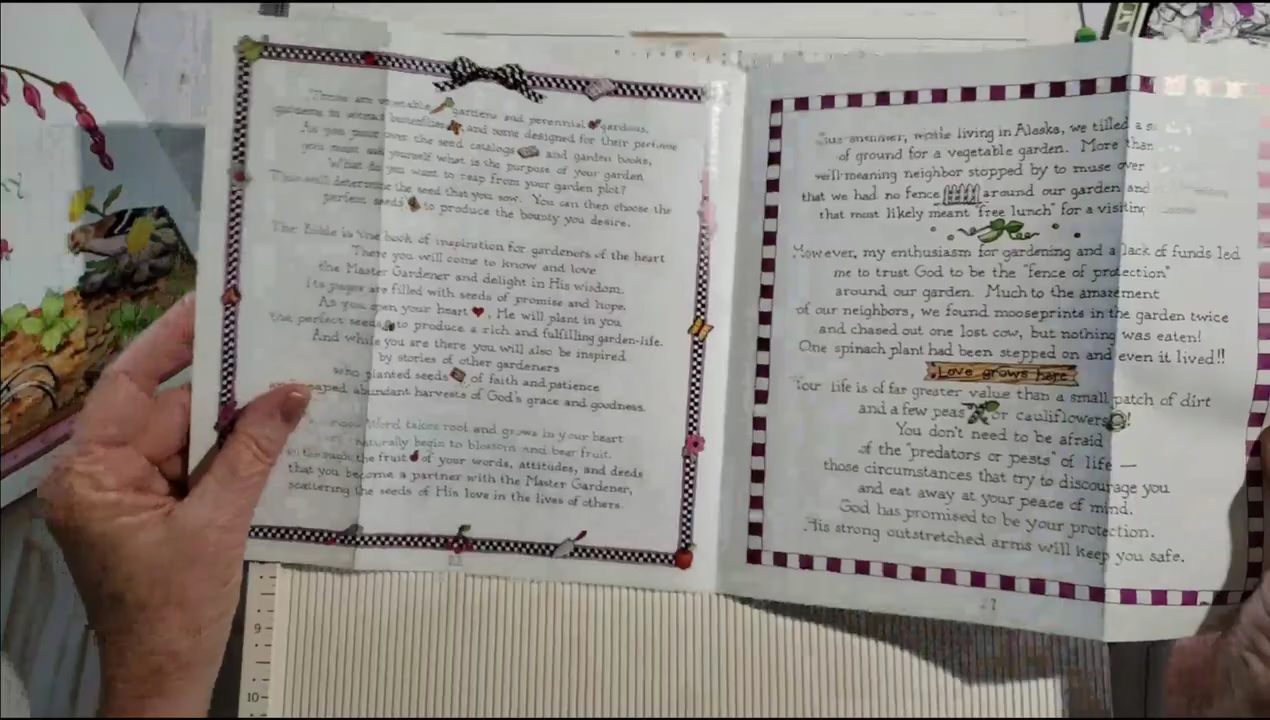 There are vegetable gardens and perennial gardens,
gardens to attract butterflies, and some designed for their perfume
As you pour over the seed catalogs and garden books,
you must ask yourself what is the purpose of your garden
What do you want to reap from your garden plot?
This will determine the seed that you sow. You can then choose the
perfect seeds to produce the bounty you desire.
The Bible is the book of inspiration for gardeners of the heart
There you will come to know and love
the Master Gardener and delight in His wisdom.
Its pages are filled with seeds of promise and hope.
As you open your heart, He will plant in you
the perfect seeds to produce a rich and fulfilling garden-life.
And while you are there you will also be inspired
by stories of other gardeners
who planted seeds of faith and patience
reaped abundant harvests of God's grace and goodness.
Word takes root and grows in your heart
naturally begin to blossom and bear fruit.
through the fruit of your words, attitudes, and deeds
that you become a partner with the Master Gardener,
scattering the seeds of His love in the lives of others.
One summer, while living in Alaska, we tilled a
of ground for a vegetable garden. More than
well-meaning neighbor stopped by to muse over
that we had no fence around our garden and
that most likely meant "free lunch" for a visiting
However, my enthusiasm for gardening and a lack of funds led
me to trust God to be the "fence of protection"
around our garden. Much to the amazement
of our neighbors, we found mooseprints in the garden twice
and chased out one lost cow, but nothing was eaten!
One spinach plant had been stepped on and even it lived!!
Love grows here
Your life is of far greater value than a small patch of dirt
and a few peas or cauliflowers!
You don't need to be afraid
of the "predators or pests" of life —
those circumstances that try to discourage you
and eat away at your peace of mind.
God has promised to be your protection.
His strong outstretched arms will keep you safe.
9
10